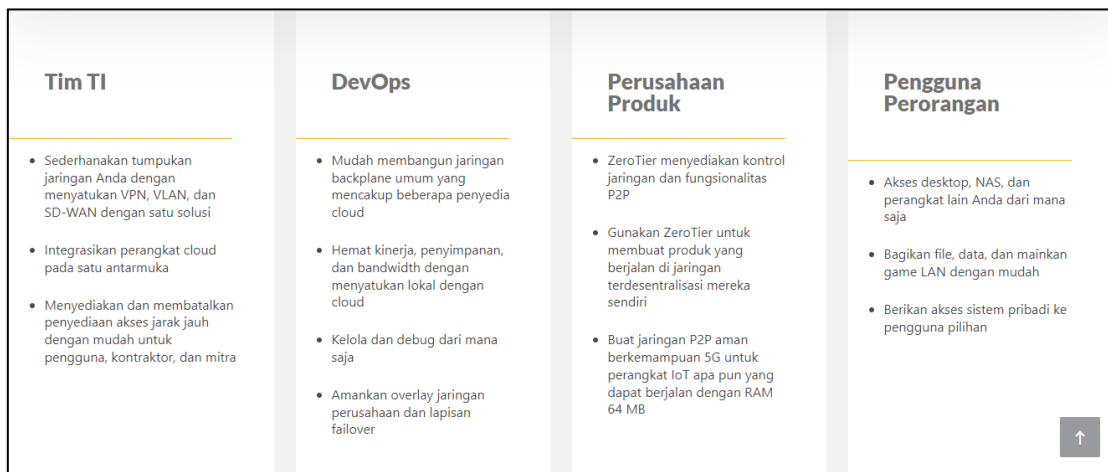 Tim TI
Sederhanakan tumpukan
jaringan Anda dengan
menyatukan VPN, VLAN, dan
SD-WAN dengan satu solusi
Integrasikan perangkat cloud
pada satu antarmuka
Menyediakan dan membatalkan
penyediaan akses jarak jauh
dengan mudah untuk
pengguna, kontraktor, dan mitra
DevOps
Mudah membangun jaringan
backplane umum yang
mencakup beberapa penyedia
cloud
Hemat kinerja, penyimpanan,
dan bandwidth dengan
menyatukan lokal dengan
cloud
Kelola dan debug dari mana
saja
Amankan overlay jaringan
perusahaan dan lapisan
failover
Perusahaan
Produk
ZeroTier menyediakan kontrol
jaringan dan fungsionalitas
P2P
Gunakan ZeroTier untuk
membuat produk yang
berjalan di jaringan
terdesentralisasi mereka
sendiri
Buat jaringan P2P aman
berkemampuan 5G untuk
perangkat IoT apa pun yang
dapat berjalan dengan RAM
64 MB
Pengguna
Perorangan
Akses desktop, NAS, dan
perangkat lain Anda dari mana
saja
Bagikan file, data, dan mainkan
game LAN dengan mudah
Berikan akses sistem pribadi ke
pengguna pilihan